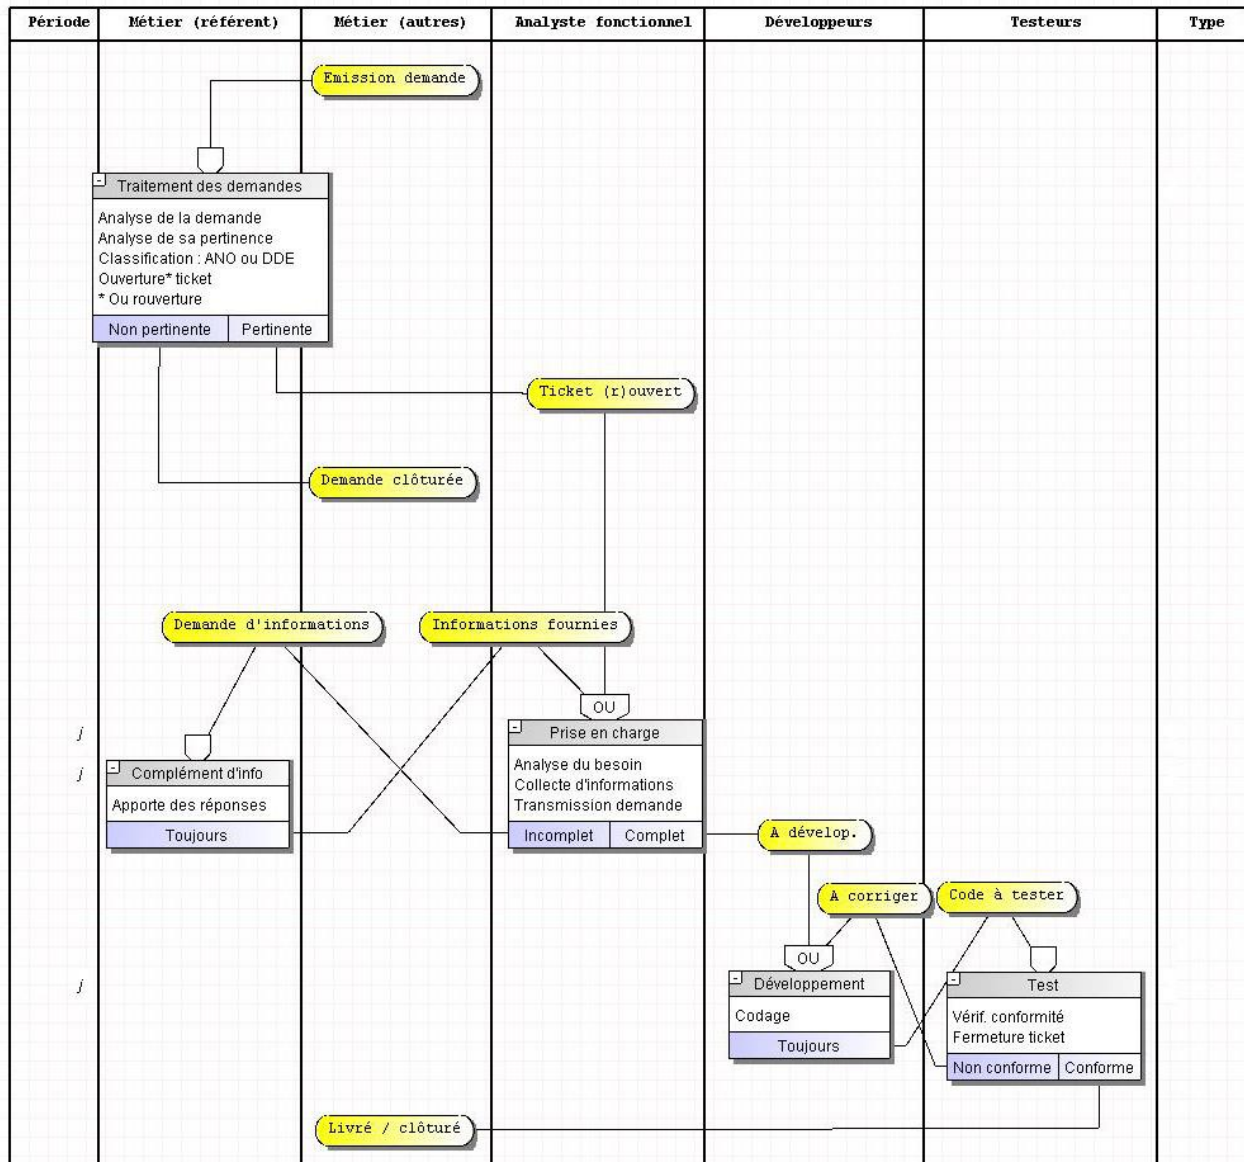 Période Métier (référent) Métier (autres) Analyste fonctionnel Développeurs Testeurs Type
Emission demande
Traitement des demandes
Analyse de la demande
Analyse de sa pertinence
Classification : ANO ou DDE
Ouverture* ticket
* Ou rouverture
Non pertinente Pertinente
Ticket (r)ouvert
Demande clôturée
Demande d'informations Informations fournies
OU
j
Prise en charge
Analyse du besoin
Collecte d'informations
Transmission demande
Incomplet Complet
j
Complément d'info
Apporte des réponses
Toujours
A dévelop.
A corriger Code à tester
OU
j
Développement
Codage
Toujours
Test
Vérif. conformité
Fermeture ticket
Non conforme Conforme
Livré / clôturé